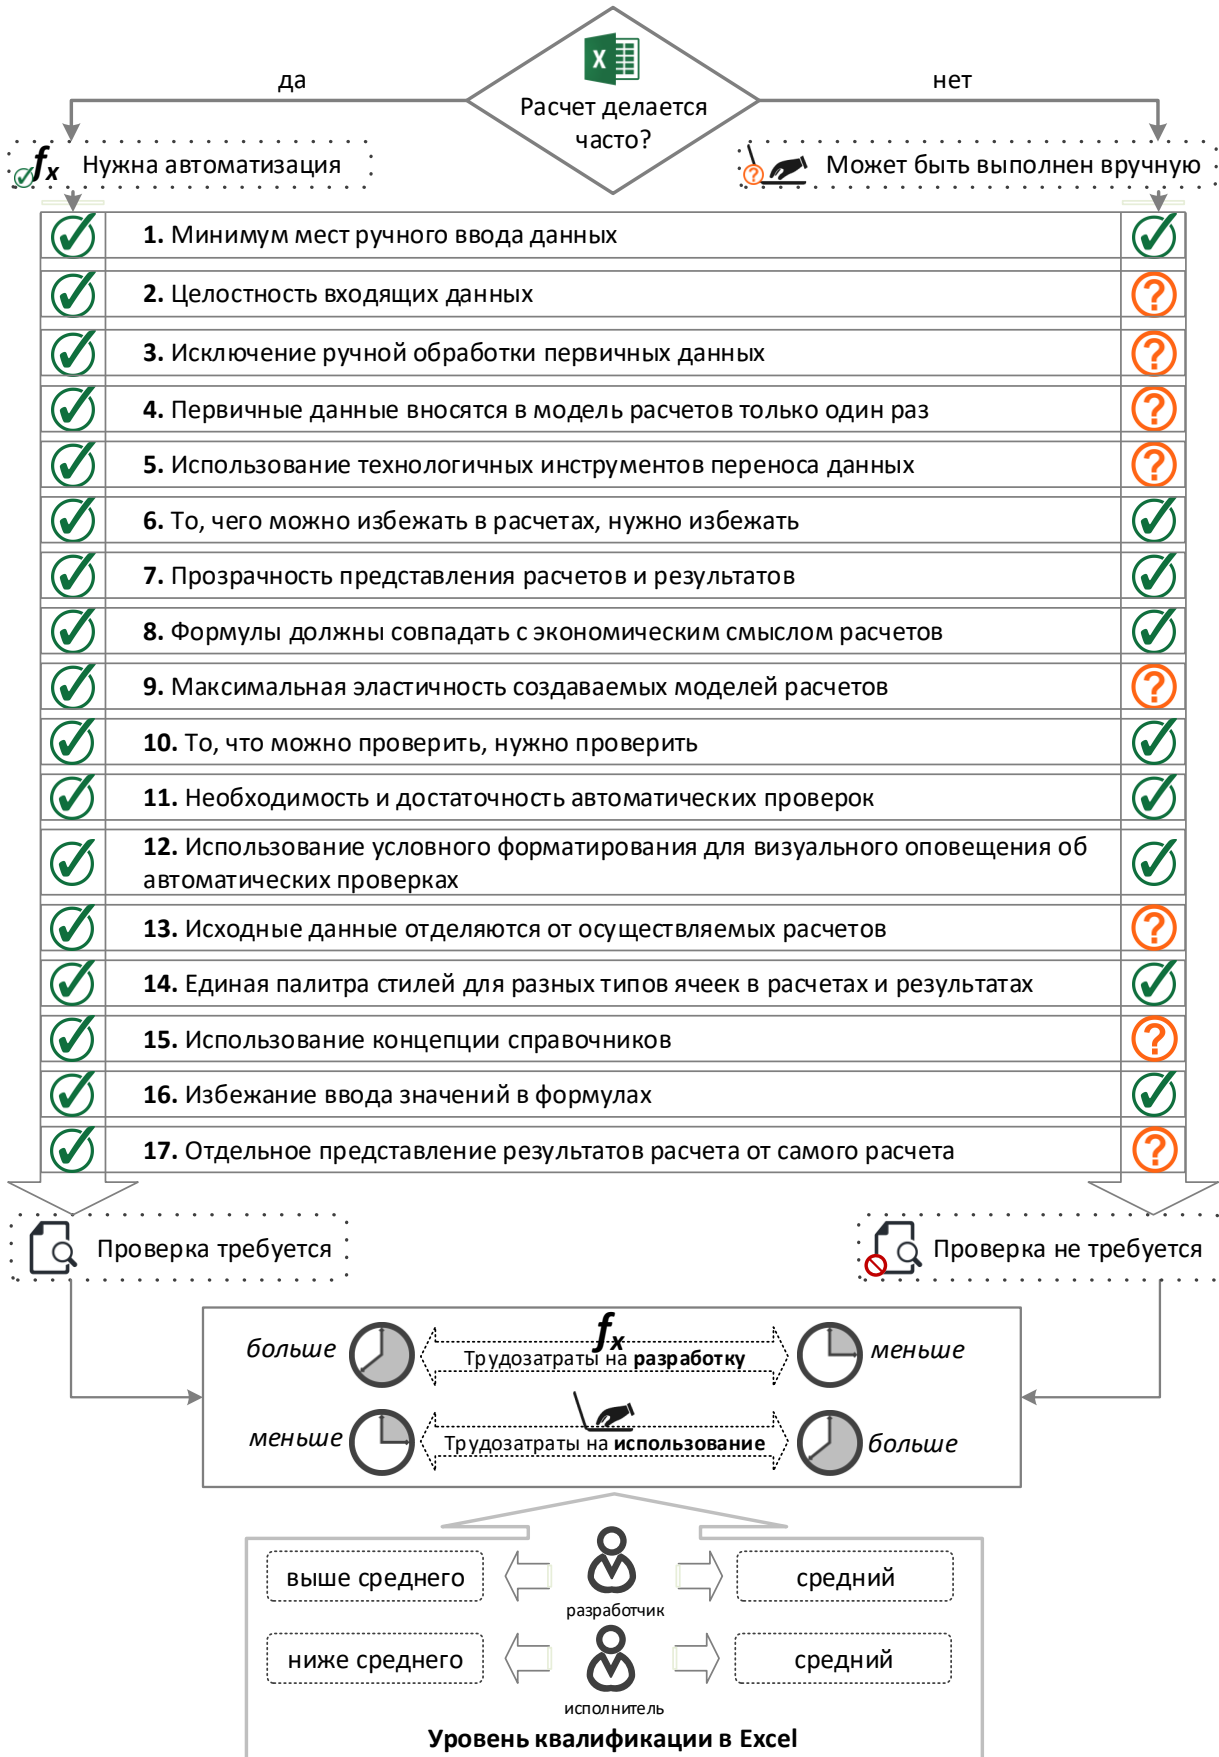 X
Расчет делается
часто?
да
нет
fx Нужна автоматизация
? Может быть выполнен вручную
1. Минимум мест ручного ввода данных
2. Целостность входящих данных ?
3. Исключение ручной обработки первичных данных ?
4. Первичные данные вносятся в модель расчетов только один раз ?
5. Использование технологичных инструментов переноса данных ?
6. То, чего можно избежать в расчетах, нужно избежать
7. Прозрачность представления расчетов и результатов
8. Формулы должны совпадать с экономическим смыслом расчетов
9. Максимальная эластичность создаваемых моделей расчетов ?
10. То, что можно проверить, нужно проверить
11. Необходимость и достаточность автоматических проверок
12. Использование условного форматирования для визуального оповещения об
автоматических проверках
13. Исходные данные отделяются от осуществляемых расчетов ?
14. Единая палитра стилей для разных типов ячеек в расчетах и результатах
15. Использование концепции справочников ?
16. Избежание ввода значений в формулах
17. Отдельное представление результатов расчета от самого расчета ?
Проверка требуется
Проверка не требуется
fx
больше
Трудозатраты на разработку
меньше
меньше
Трудозатраты на использование
больше
выше среднего
средний
разработчик
ниже среднего
средний
исполнитель
Уровень квалификации в Excel